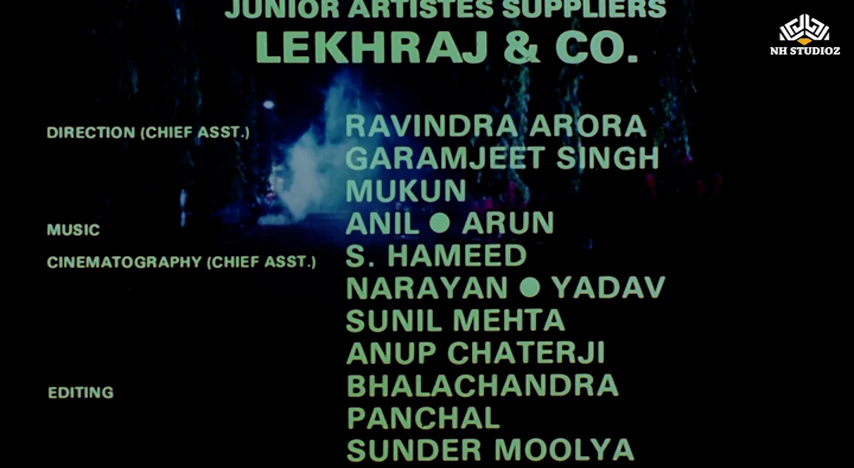 JUNIOR ARTISTES SUPPLIERS
LEKHRAJ & CO.
NH STUDIOZ
DIRECTION (CHIEF ASST.) RAVINDRA ARORA
GARAMJEET SINGH
MUKUN
MUSIC ANIL ● ARUN
CINEMATOGRAPHY (CHIEF ASST.) S. HAMEED
NARAYAN ● YADAV
SUNIL MEHTA
ANUP CHATERJI
EDITING BHALACHANDRA
PANCHAL
SUNDER MOOLYA